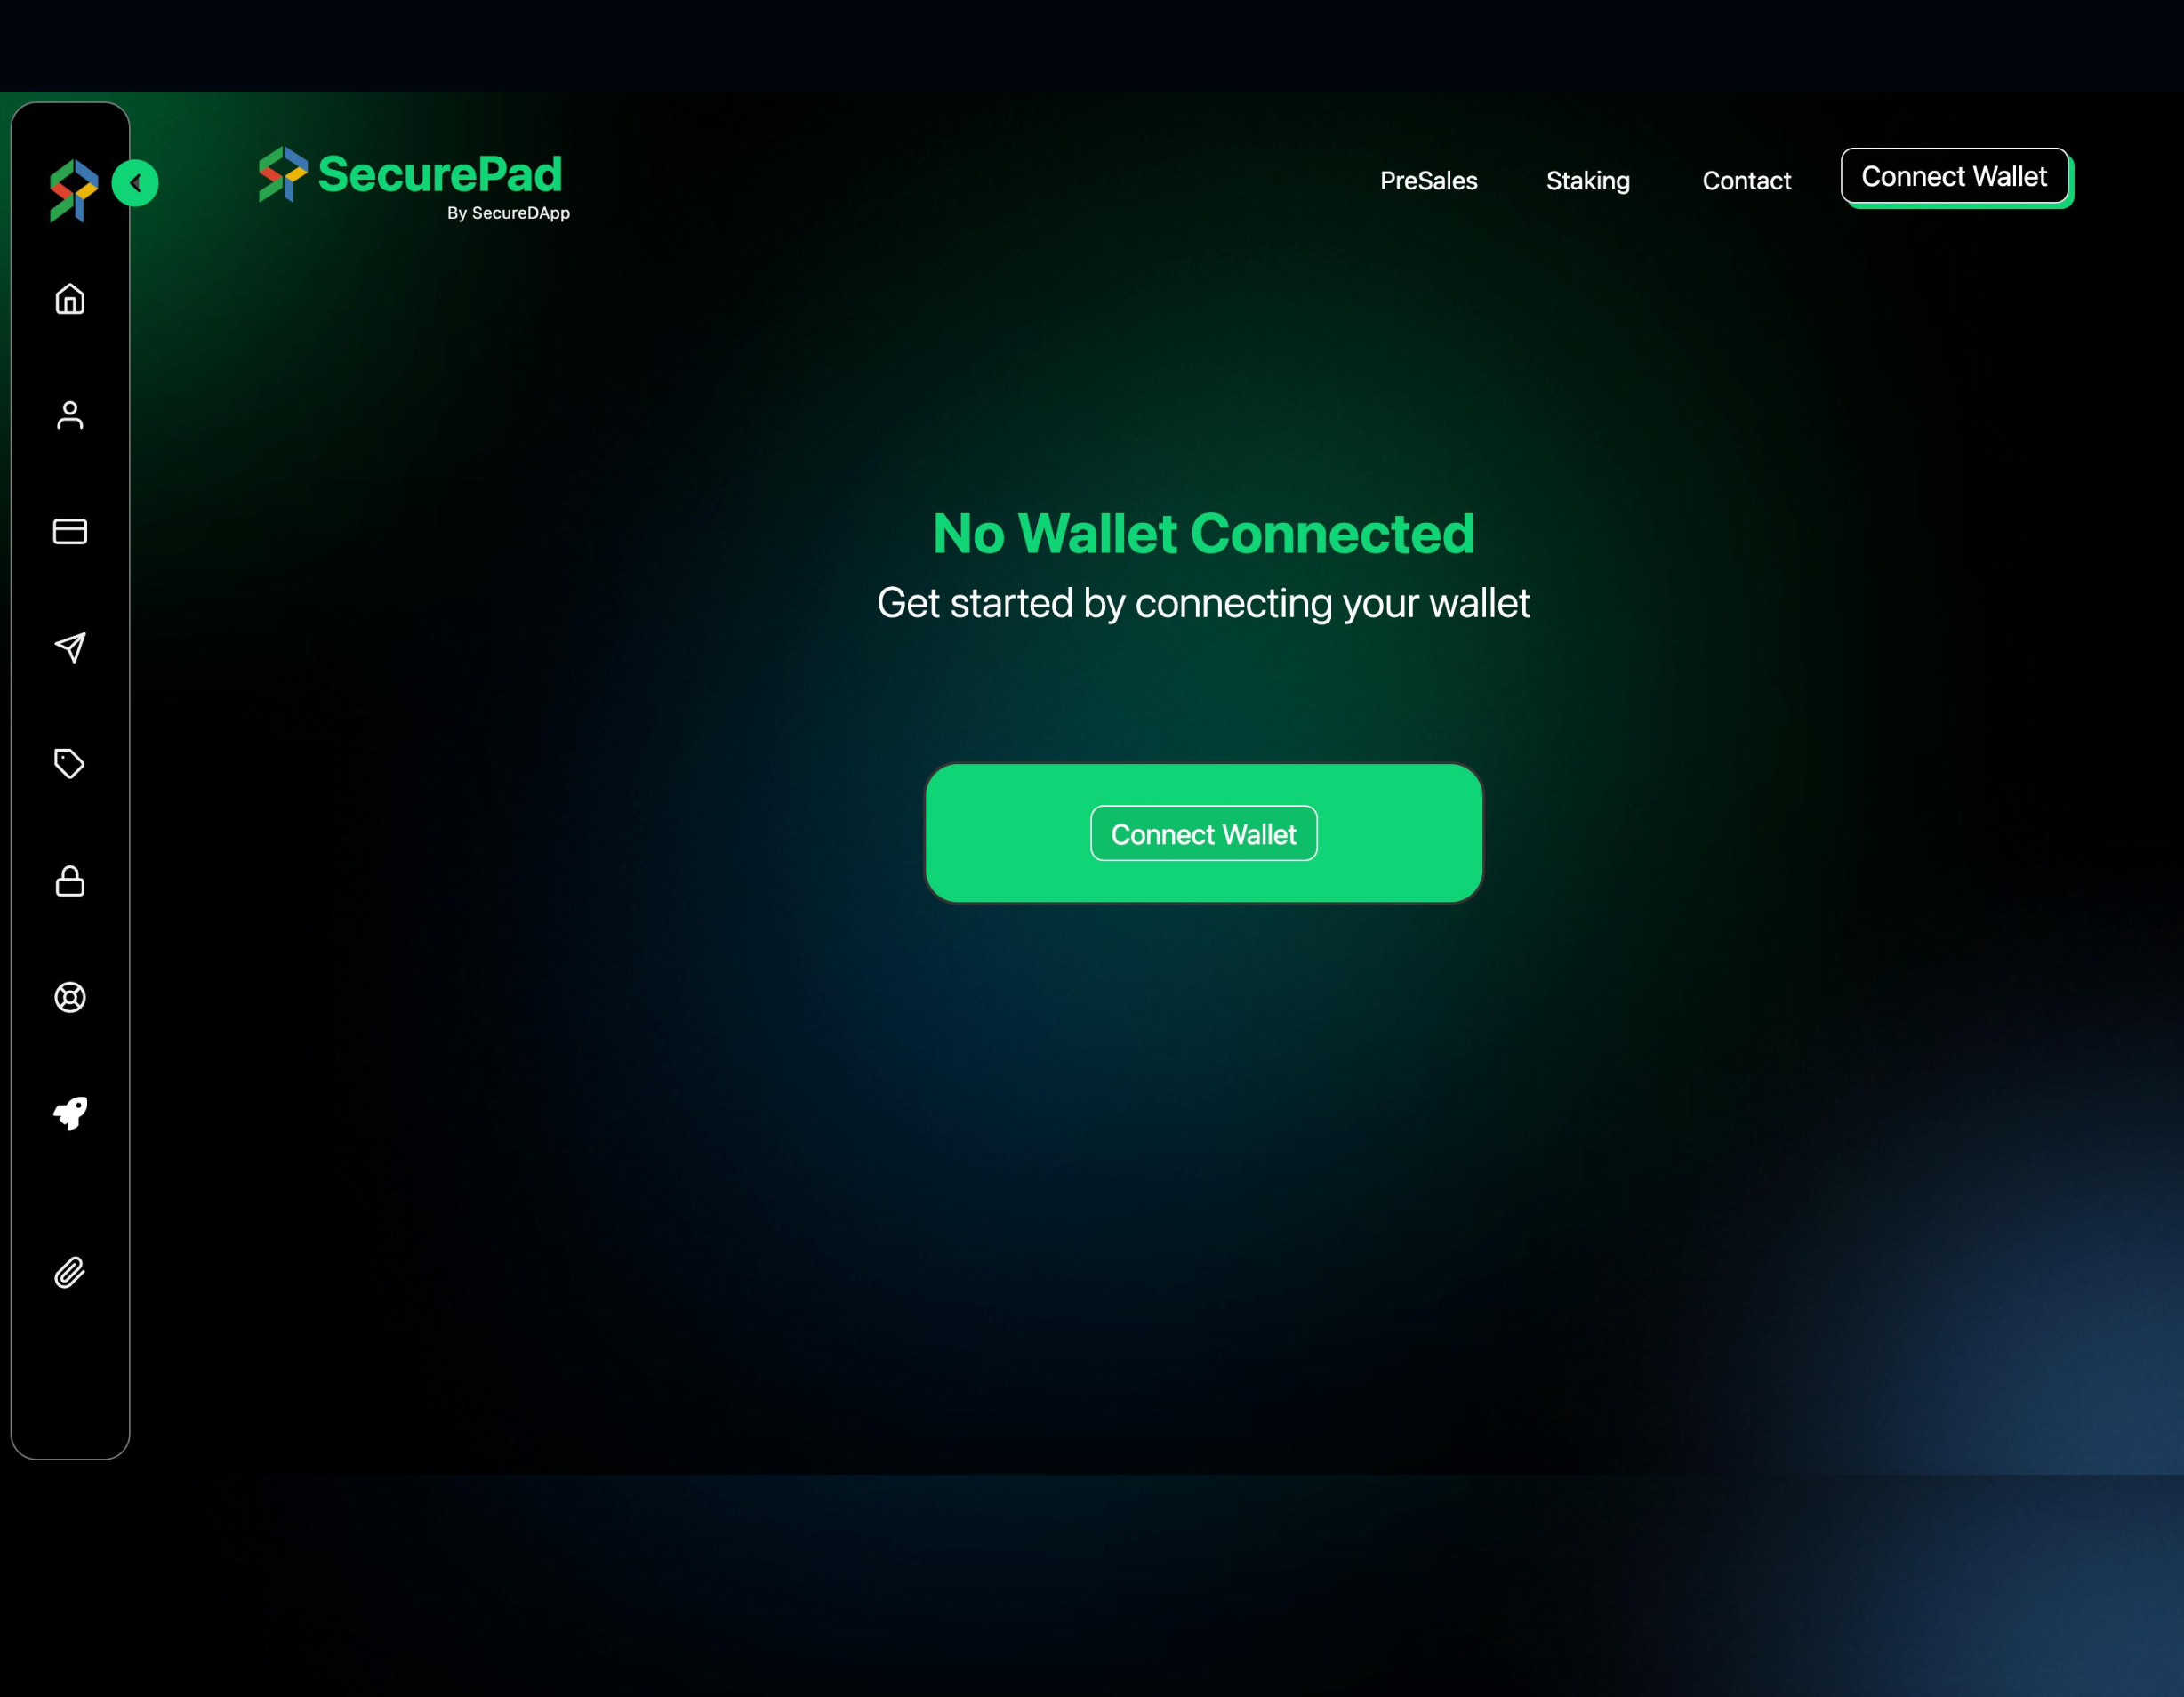 SecurePad
By SecureDApp
PreSales
Staking
Contact
Connect Wallet
No Wallet Connected
Get started by connecting your wallet
Connect Wallet